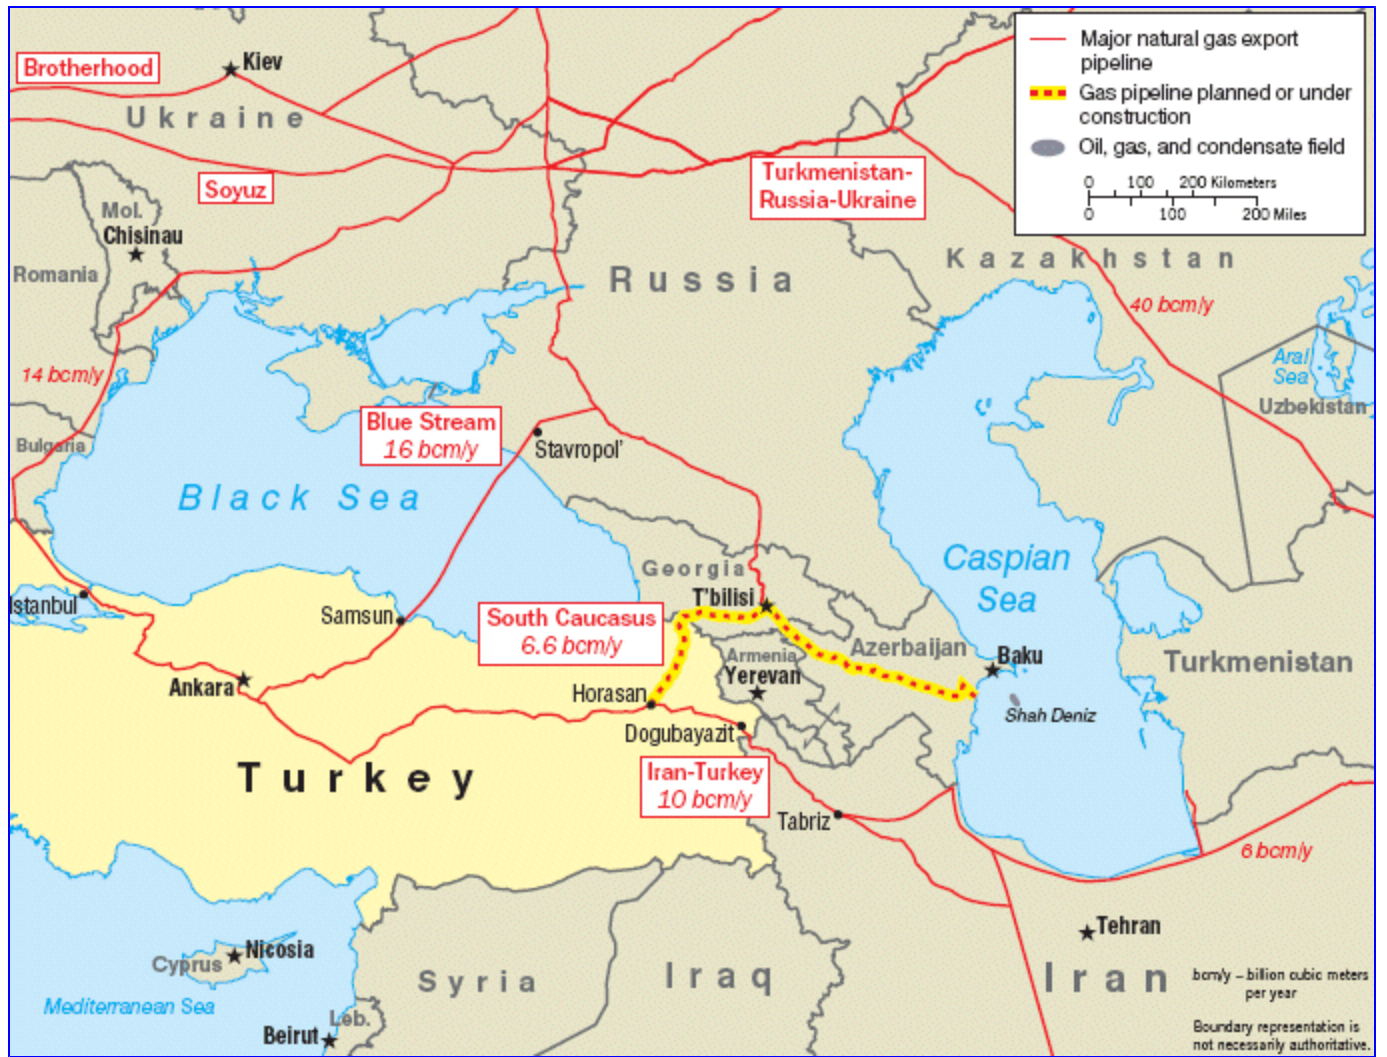 Major natural gas export
pipeline
Gas pipeline planned or under
construction
Oil, gas, and condensate field
0 100 200 Kilometers
0 100 200 Miles
Brotherhood
Kiev
Ukraine
Soyuz
Turkmenistan-
Russia-Ukraine
Mol.
Chisinau
Romania
Russia
Kazakhstan
40 bcm/y
14 bcm/y
Aral
Sea
Uzbekistan
Bulgaria
Blue Stream
16 bcm/y
Stavropol'
Black Sea
Caspian
Sea
Georgia
T'bilisi
Istanbul
Samsun
South Caucasus
6.6 bcm/y
Azerbaijan
Armenia
Yerevan
Baku
Turkmenistan
Ankara
Horasan
Shah Deniz
Dogubayazit
Turkey
Iran-Turkey
10 bcm/y
Tabriz
6 bcm/y
Tehran
Nicosia
Cyprus
Syria
Iraq
Iran
bcm/y – billion cubic meters
per year
Mediterranean Sea
Leb.
Beirut
Boundary representation is
not necessarily authoritative.